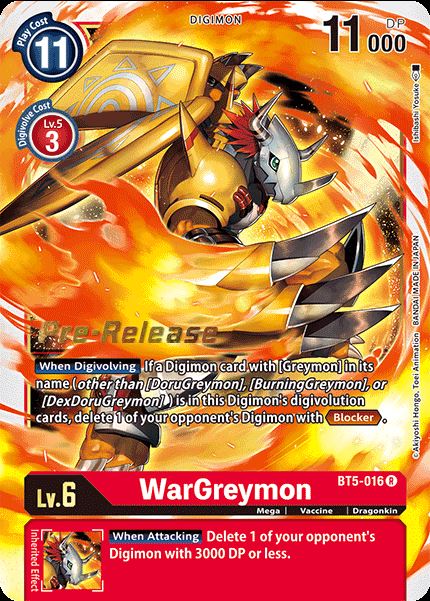 Play Cost
11
DIGIMON
11000
DP
Digivolve Cost
Lv.5
3
Ishibashi Yosuke
Pre-Release
When Digivolving If a Digimon card with [Greymon] in its
name (other than [DoruGreymon], [BurningGreymon], or
[DexDoruGreymon]) is in this Digimon's digivolution
cards, delete 1 of your opponent's Digimon with Blocker.
©Akiyoshi Hongo, Toei Animation BANDAI MADE IN JAPAN
Lv.6
WarGreymon
BT5-016 R
Mega | Vaccine | Dragonkin
Inherited Effect
When Attacking Delete 1 of your opponent's
Digimon with 3000 DP or less.